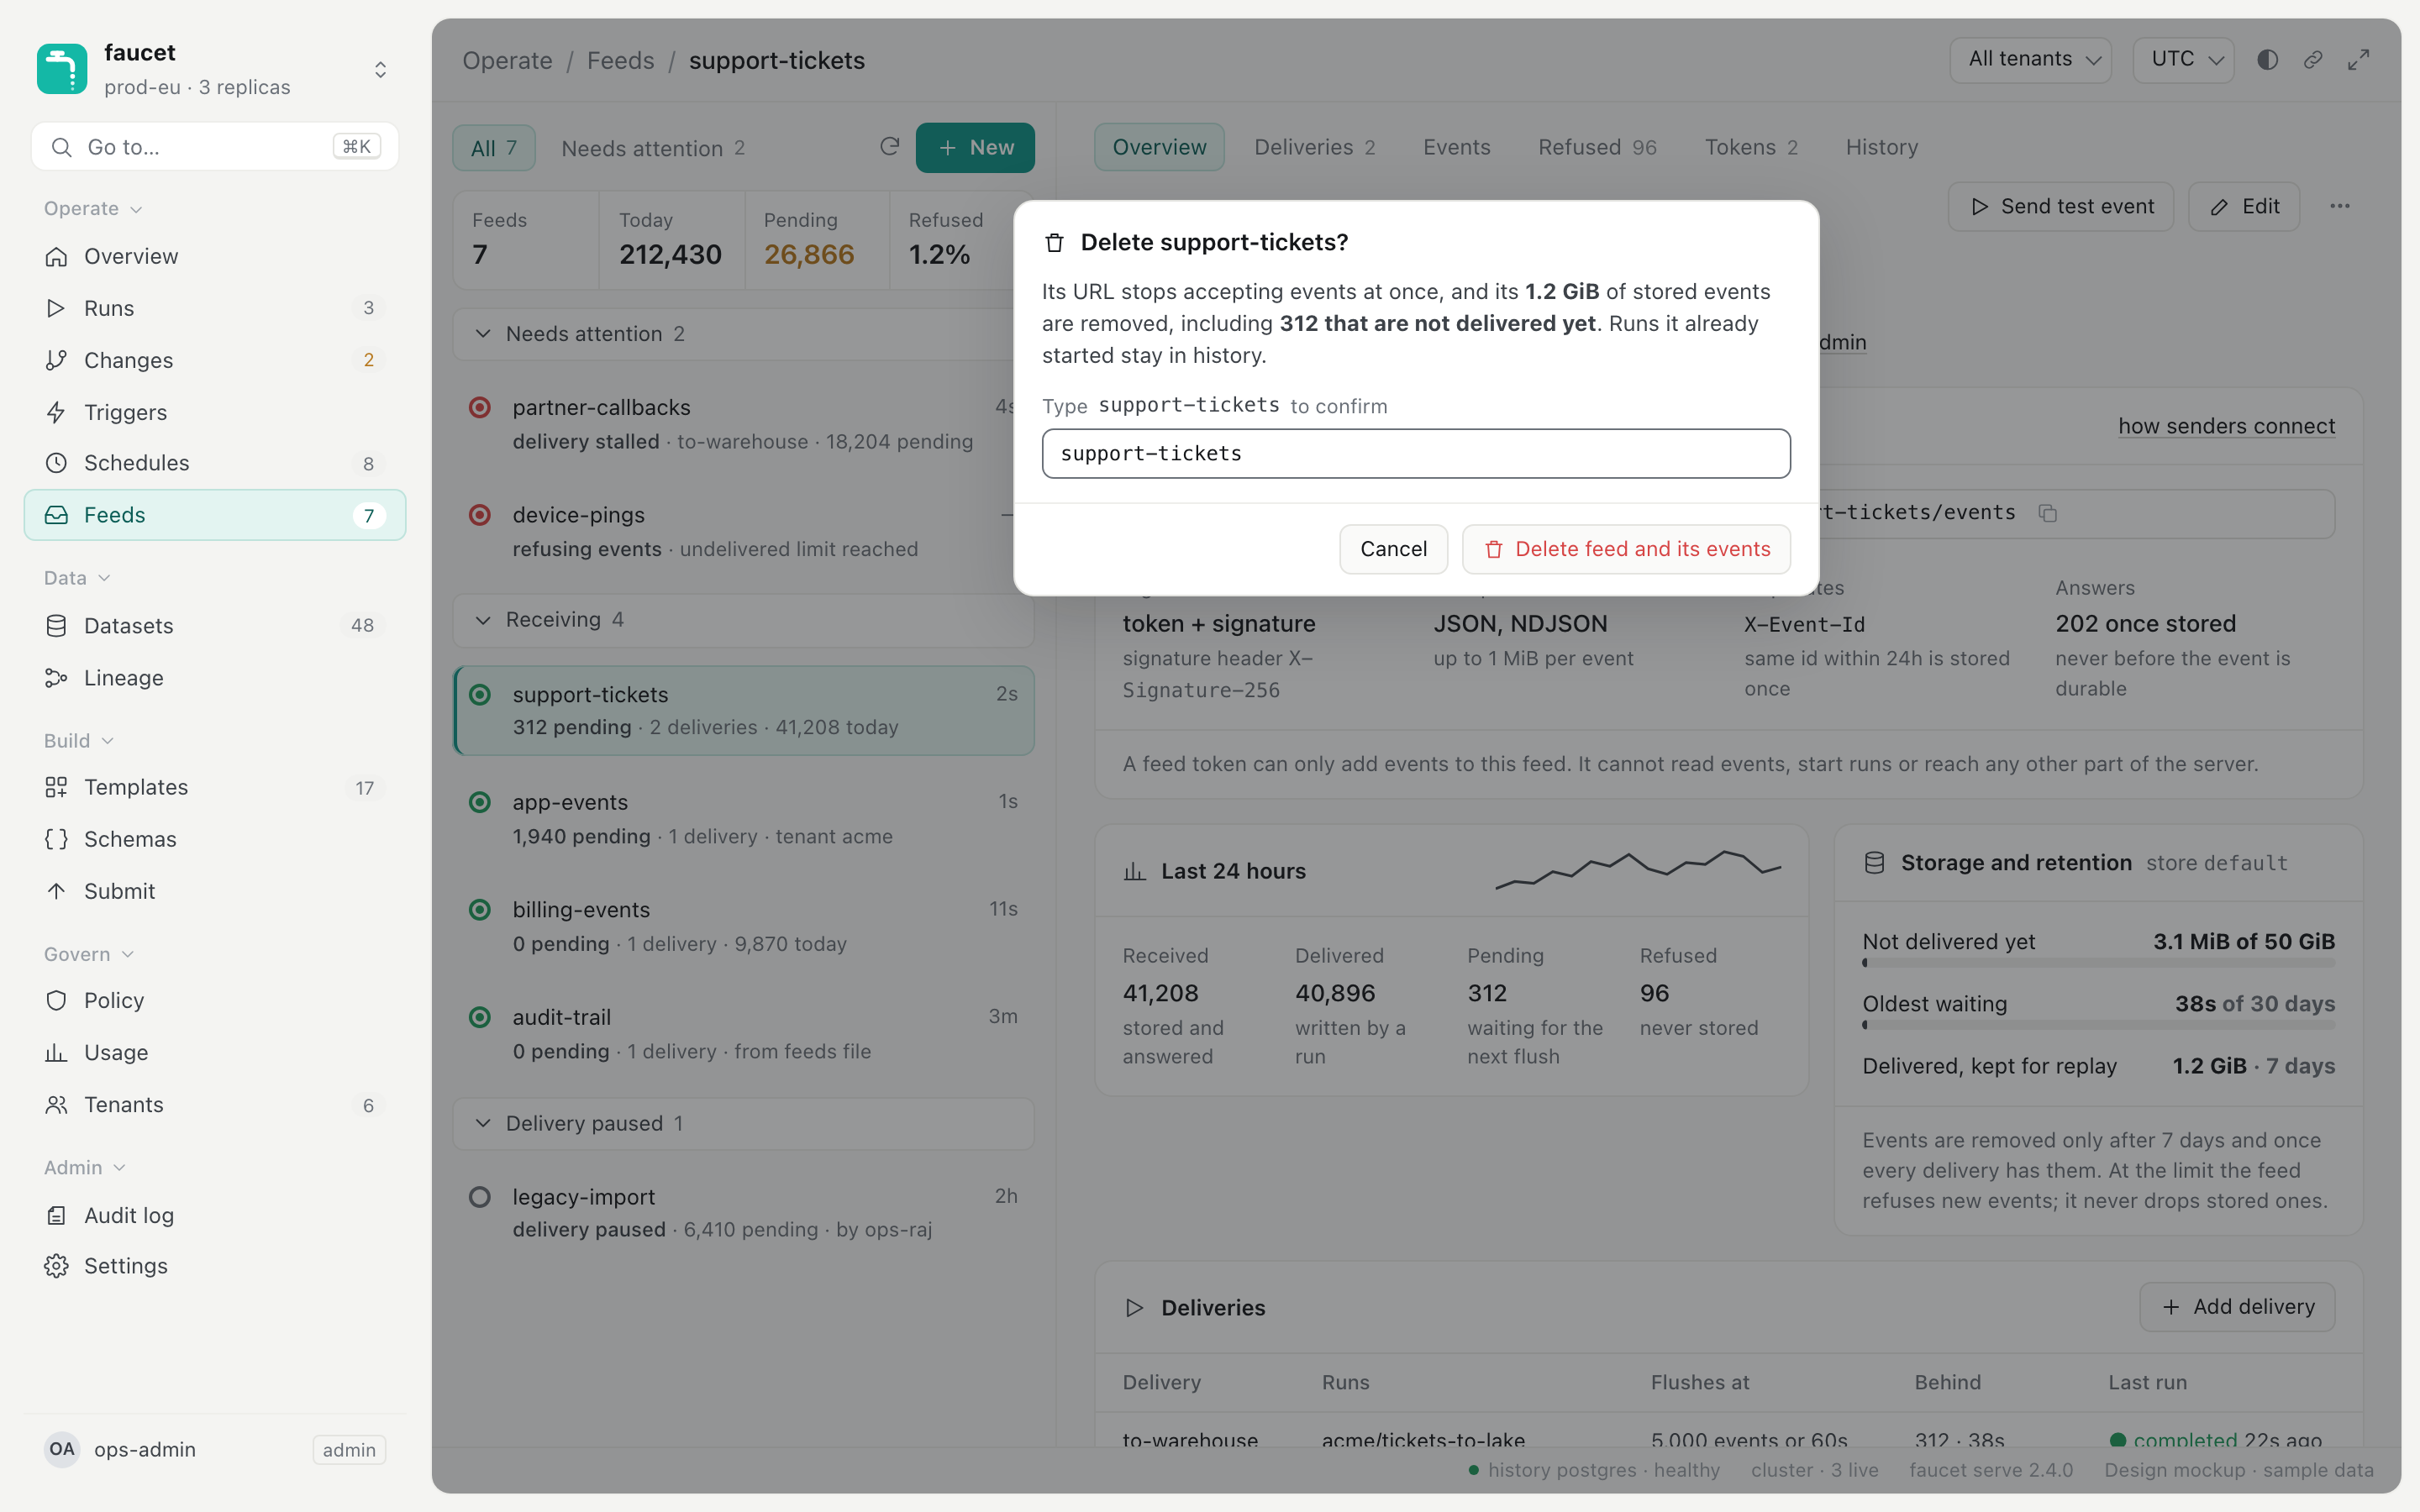 faucet
prod-eu · 3 replicas
Go to...
⌘K
Operate
Overview
Runs 3
Changes 2
Triggers
Schedules 8
Feeds 7
Data
Datasets 48
Lineage
Build
Templates 17
Schemas
Submit
Govern
Policy
Usage
Tenants 6
Admin
Audit log
Settings
OA ops-admin admin
Operate / Feeds / support-tickets
All tenants
UTC
All 7
Needs attention 2
New
Feeds
7
Today
212,430
Pending
26,866
Refused
1.2%
Needs attention 2
partner-callbacks
delivery stalled · to-warehouse · 18,204 pending
device-pings
refusing events · undelivered limit reached
Receiving 4
support-tickets 2s
312 pending · 2 deliveries · 41,208 today
app-events 1s
1,940 pending · 1 delivery · tenant acme
billing-events 11s
0 pending · 1 delivery · 9,870 today
audit-trail 3m
0 pending · 1 delivery · from feeds file
Delivery paused 1
legacy-import 2h
delivery paused · 6,410 pending · by ops-raj
Overview
Deliveries 2
Events
Refused 96
Tokens 2
History
Send test event
Edit
Delete support-tickets?
Its URL stops accepting events at once, and its 1.2 GiB of stored events
are removed, including 312 that are not delivered yet. Runs it already
started stay in history.
Type support-tickets to confirm
support-tickets
Cancel
Delete feed and its events
how senders connect
t-tickets/events
token + signature
signature header X-
Signature-256
JSON, NDJSON
up to 1 MiB per event
X-Event-Id
same id within 24h is stored
once
Answers
202 once stored
never before the event is
durable
A feed token can only add events to this feed. It cannot read events, start runs or reach any other part of the server.
Last 24 hours
Received
41,208
stored and
answered
Delivered
40,896
written by a
run
Pending
312
waiting for the
next flush
Refused
96
never stored
Storage and retention store default
Not delivered yet 3.1 MiB of 50 GiB
Oldest waiting 38s of 30 days
Delivered, kept for replay 1.2 GiB · 7 days
Events are removed only after 7 days and once
every delivery has them. At the limit the feed
refuses new events; it never drops stored ones.
Deliveries
Add delivery
Delivery Runs Flushes at Behind Last run
to-warehouse acme/tickets-to-lake 5,000 events or 60s 312 · 38s completed 22s ago
history postgres · healthy cluster · 3 live faucet serve 2.4.0 Design mockup · sample data